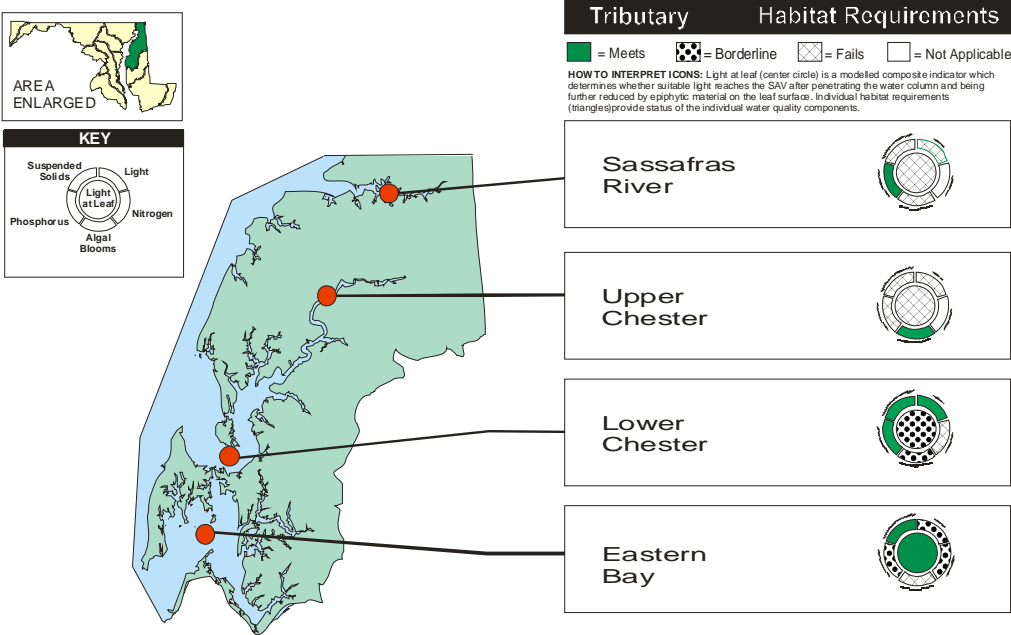 AREA
ENLARGED
KEY
Suspended
Solids
Light
Light
at Leaf
Phosphorus
Nitrogen
Algal
Blooms
Tributary Habitat Requirements
= Meets = Borderline = Fails = Not Applicable
HOW TO INTERPRET ICONS: Light at leaf (center circle) is a modelled composite indicator which
determines whether suitable light reaches the SAV after penetrating the water column and being
further reduced by epiphytic material on the leaf surface. Individual habitat requirements
(triangles)provide status of the individual water quality components.
Sassafras
River
Upper
Chester
Lower
Chester
Eastern
Bay